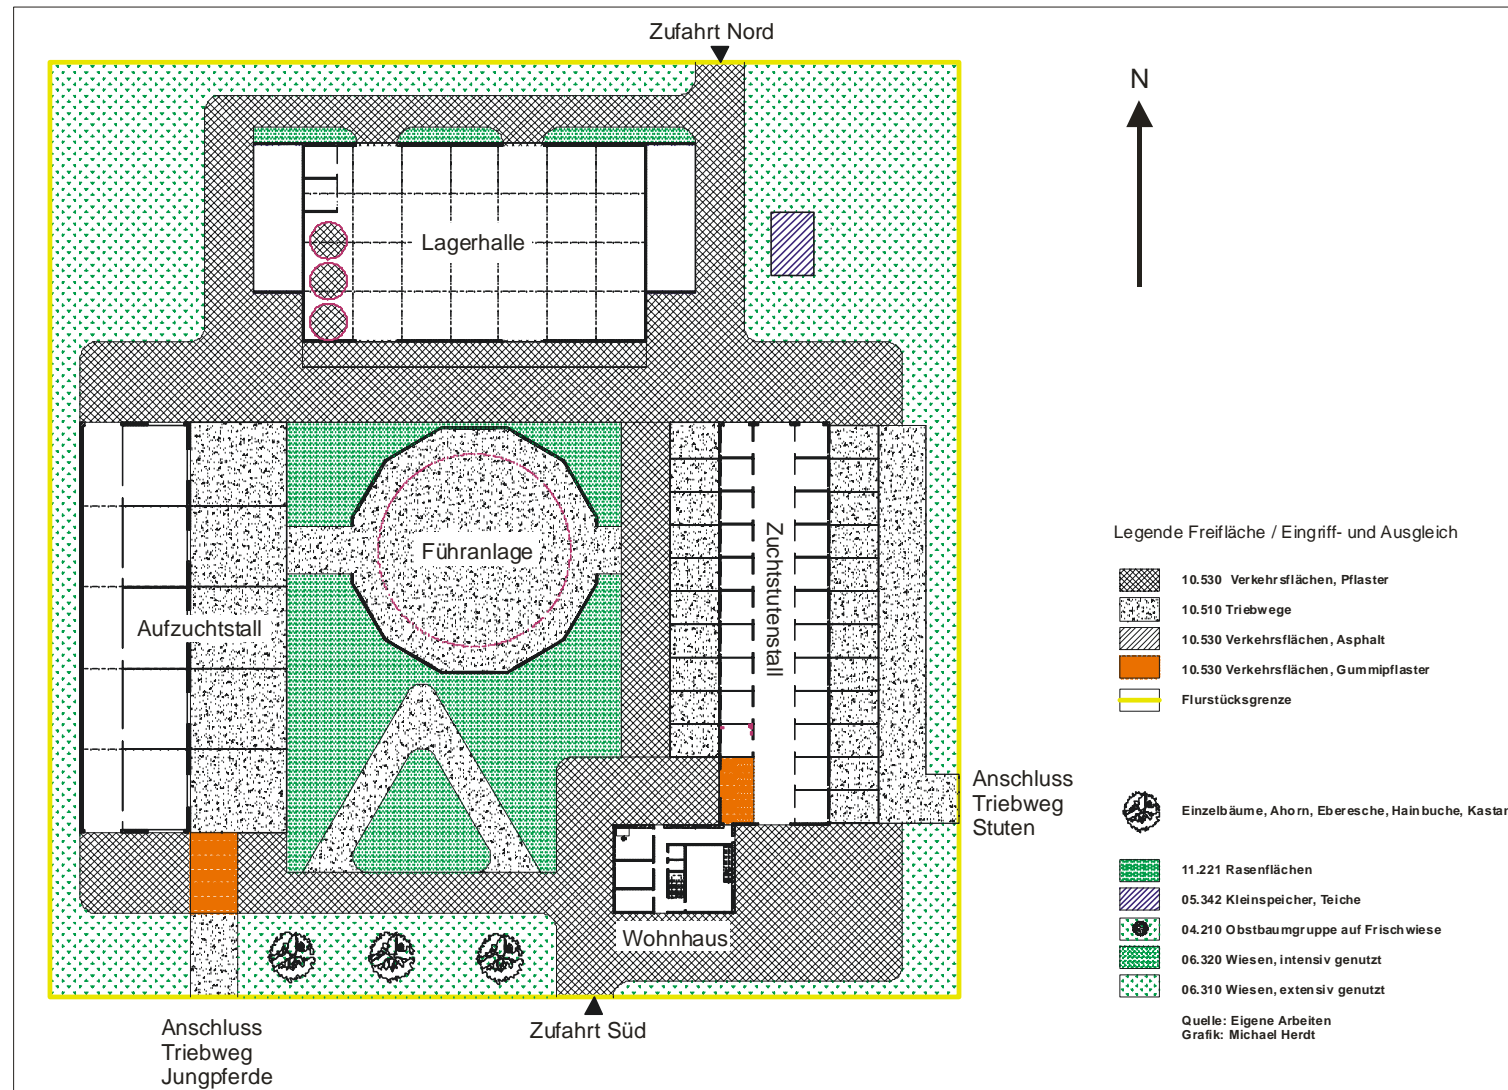 Zufahrt Nord
N
Lagerhalle
Führanlage
Aufzuchtstall
Zuchtstutenstall
Wohnhaus
Anschluss
Triebweg
Stuten
Zufahrt Süd
Anschluss
Triebweg
Jungpferde
Legende Freifläche / Eingriff- und Ausgleich
10.530 Verkehrsflächen, Pflaster
10.510 Triebwege
10.530 Verkehrsflächen, Asphalt
10.530 Verkehrsflächen, Gummipflaster
Flurstücksgrenze
Einzelbäume, Ahorn, Eberesche, Hainbuche, Kastan
11.221 Rasenflächen
05.342 Kleinspeicher, Teiche
04.210 Obstbaumgruppe auf Frischwiese
06.320 Wiesen, intensiv genutzt
06.310 Wiesen, extensiv genutzt
Quelle: Eigene Arbeiten
Grafik: Michael Herdt